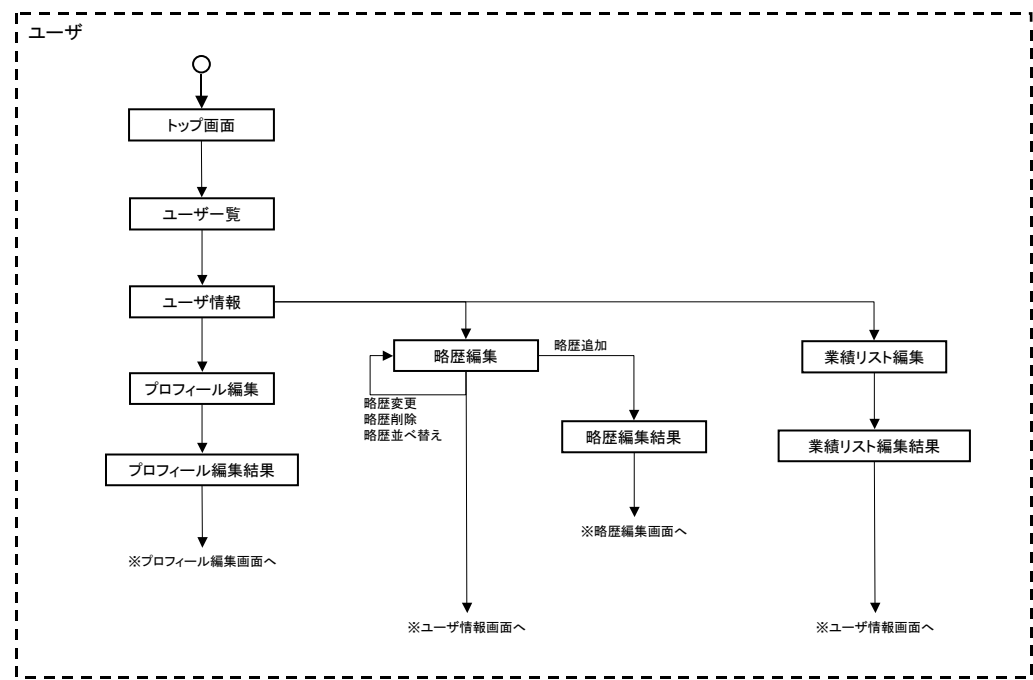 ユーザ
トップ画面
ユーザ一覧
ユーザ情報
略歴編集
略歴追加
業績リスト編集
プロフィール編集
略歴変更
略歴削除
略歴並べ替え
略歴編集結果
業績リスト編集結果
プロフィール編集結果
※略歴編集画面へ
※プロフィール編集画面へ
※ユーザ情報画面へ
※ユーザ情報画面へ